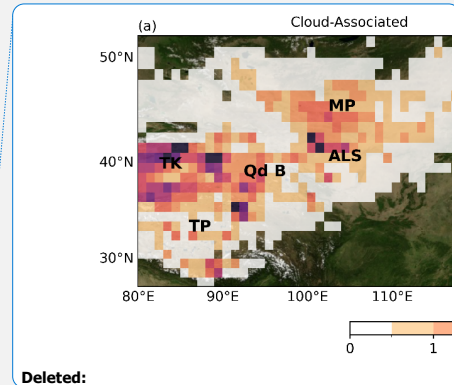 (a)
Cloud-Associated
50°N
MP
40°N
TK
ALS
Qd B
TP
30°N
80°E 90°E 100°E 110°E
0 1
Deleted: